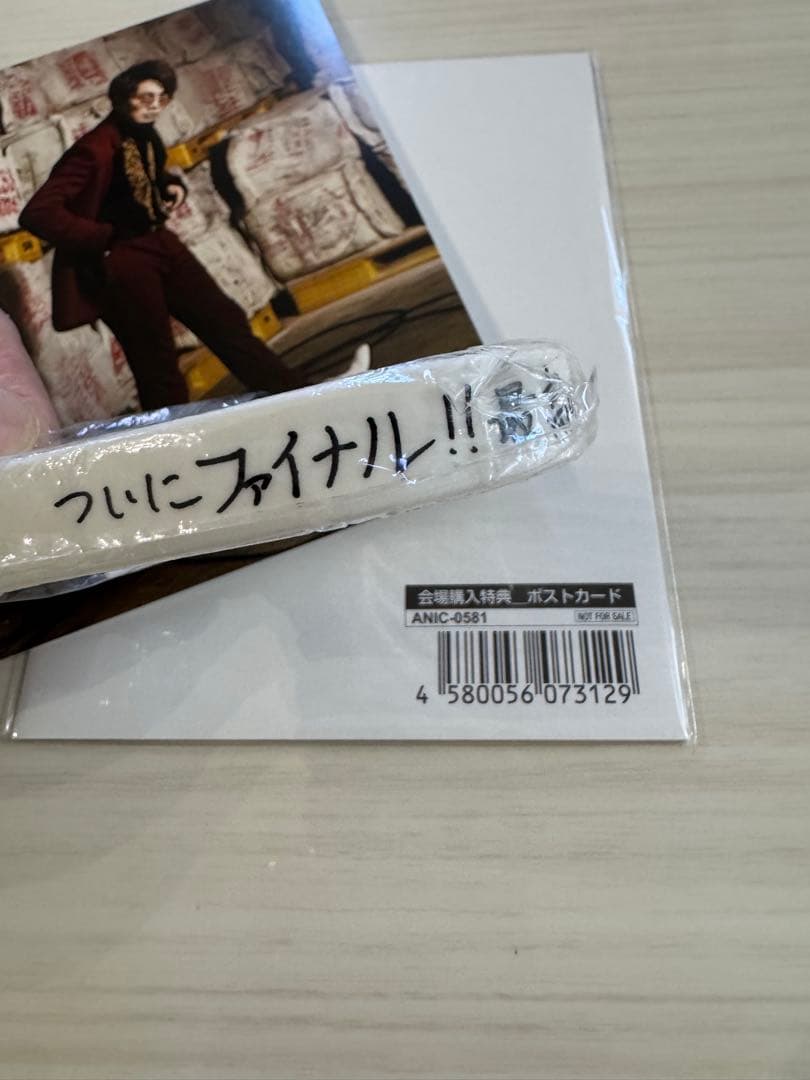 ついにファイナル!!
会場購入特典_ポストカード
ANIC-0581
NOT FOR SALE
4 580056 073129